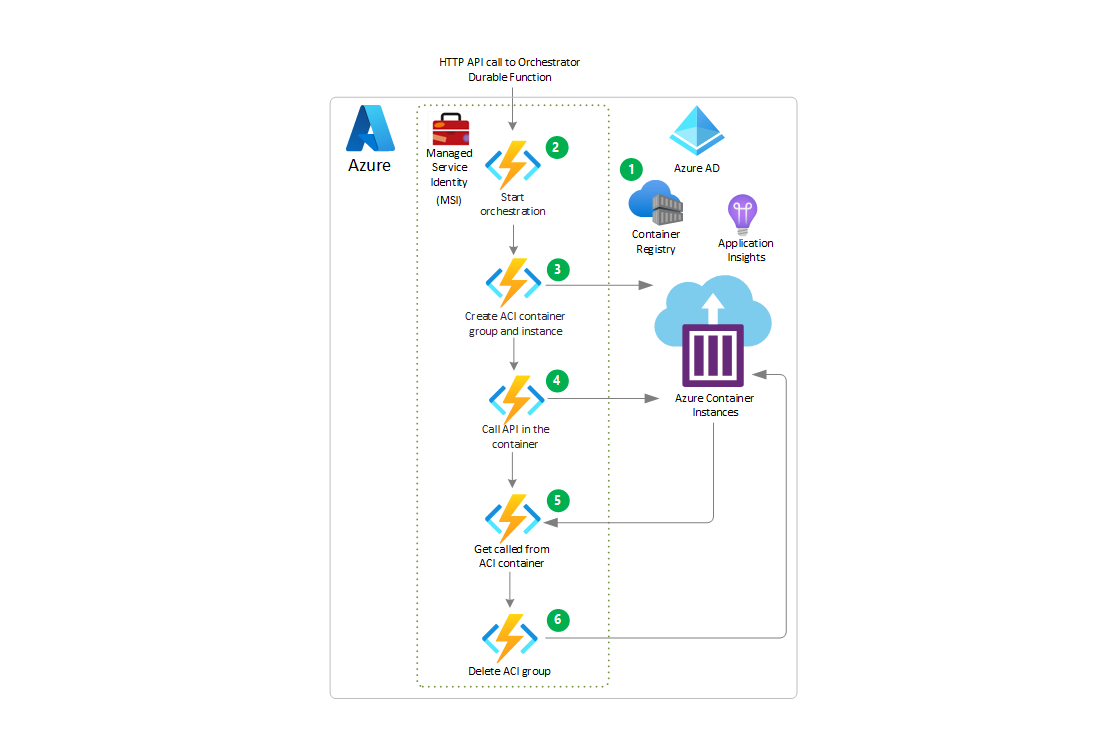 HTTP API call to Orchestrator
Durable Function
Azure
Managed
Service
Identity
(MSI)
2
Start
orchestration
Azure AD
1
Container
Registry
Application
Insights
3
Create ACI container
group and instance
4
Call API in the
container
Azure Container
Instances
5
Get called from
ACI container
6
Delete ACI group